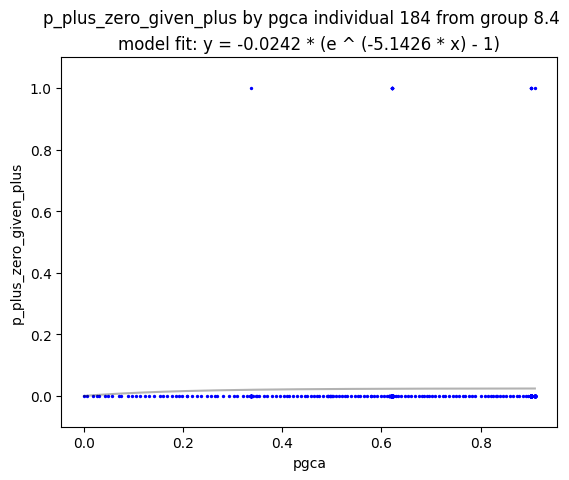 p_plus_zero_given_plus by pgca individual 184 from group 8.4
model fit: y = -0.0242 * (e ^ (-5.1426 * x) - 1)
1.0
0.8
0.6
0.4
0.2
0.0
p_plus_zero_given_plus
0.0 0.2 0.4 0.6 0.8
pgca